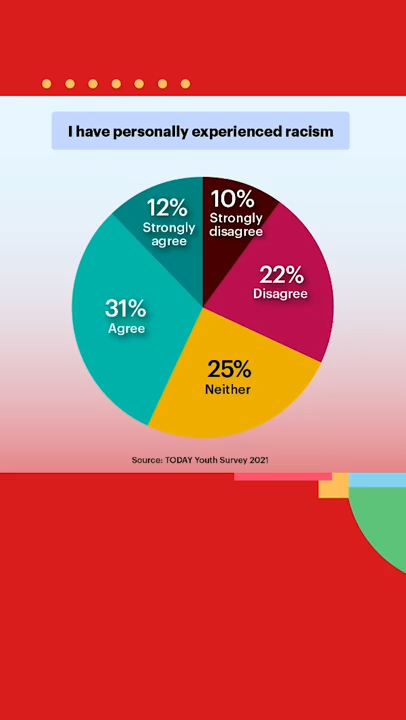 I have personally experienced racism
12%
Strongly
agree
10%
Strongly
disagree
22%
Disagree
31%
Agree
25%
Neither
Source: TODAY Youth Survey 2021